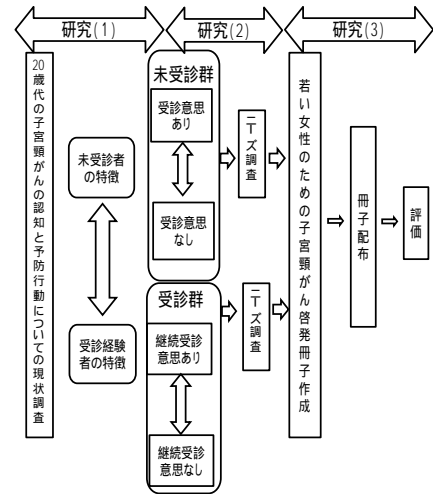 研究(1)
研究(2)
研究(3)
20歳代の子宮頸がんの認知と予防行動についての現状調査
未受診者
の特徴
受診経験
者の特徴
未受診群
受診意思
あり
受診意思
なし
受診群
継続受診
意思あり
継続受診
意思なし
ニーズ調査
ニーズ調査
若い女性のための子宮頸がん啓発冊子作成
冊子配布
評価